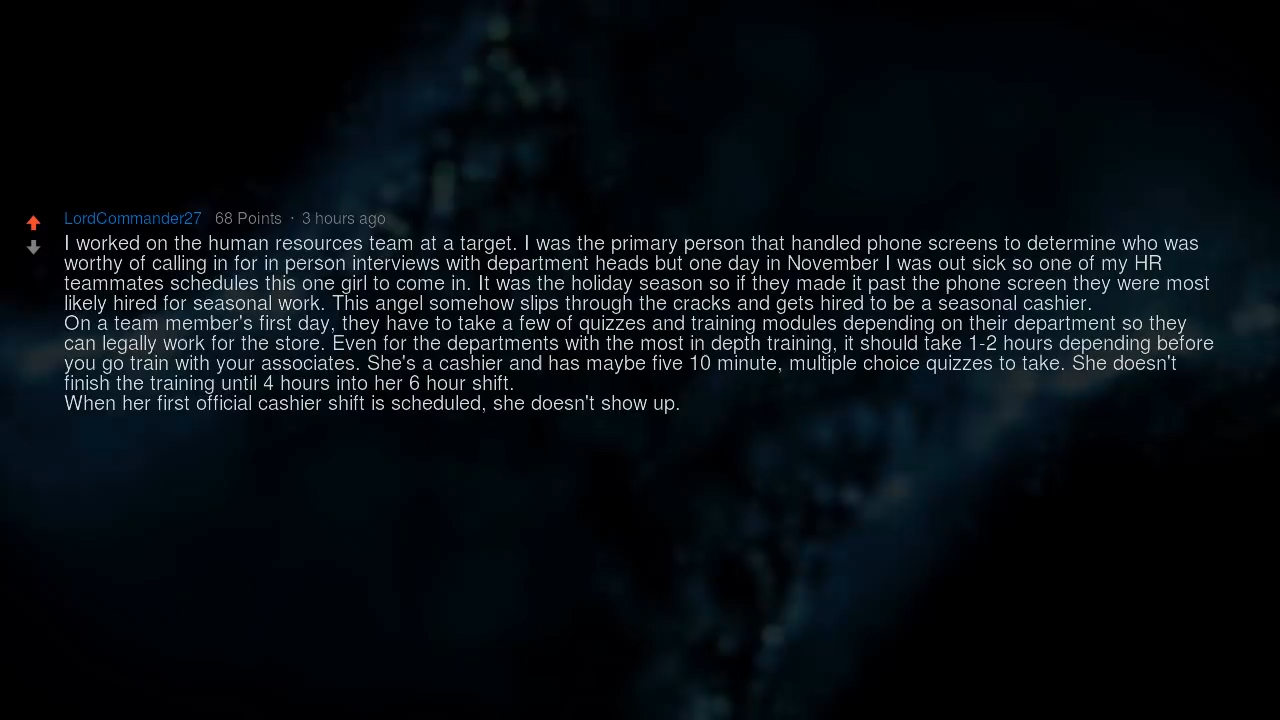 LordCommander27 68 Points · 3 hours ago
I worked on the human resources team at a target. I was the primary person that handled phone screens to determine who was
worthy of calling in for in person interviews with department heads but one day in November I was out sick so one of my HR
teammates schedules this one girl to come in. It was the holiday season so if they made it past the phone screen they were most
likely hired for seasonal work. This angel somehow slips through the cracks and gets hired to be a seasonal cashier.
On a team member's first day, they have to take a few of quizzes and training modules depending on their department so they
can legally work for the store. Even for the departments with the most in depth training, it should take 1-2 hours depending before
you go train with your associates. She's a cashier and has maybe five 10 minute, multiple choice quizzes to take. She doesn't
finish the training until 4 hours into her 6 hour shift.
When her first official cashier shift is scheduled, she doesn't show up.